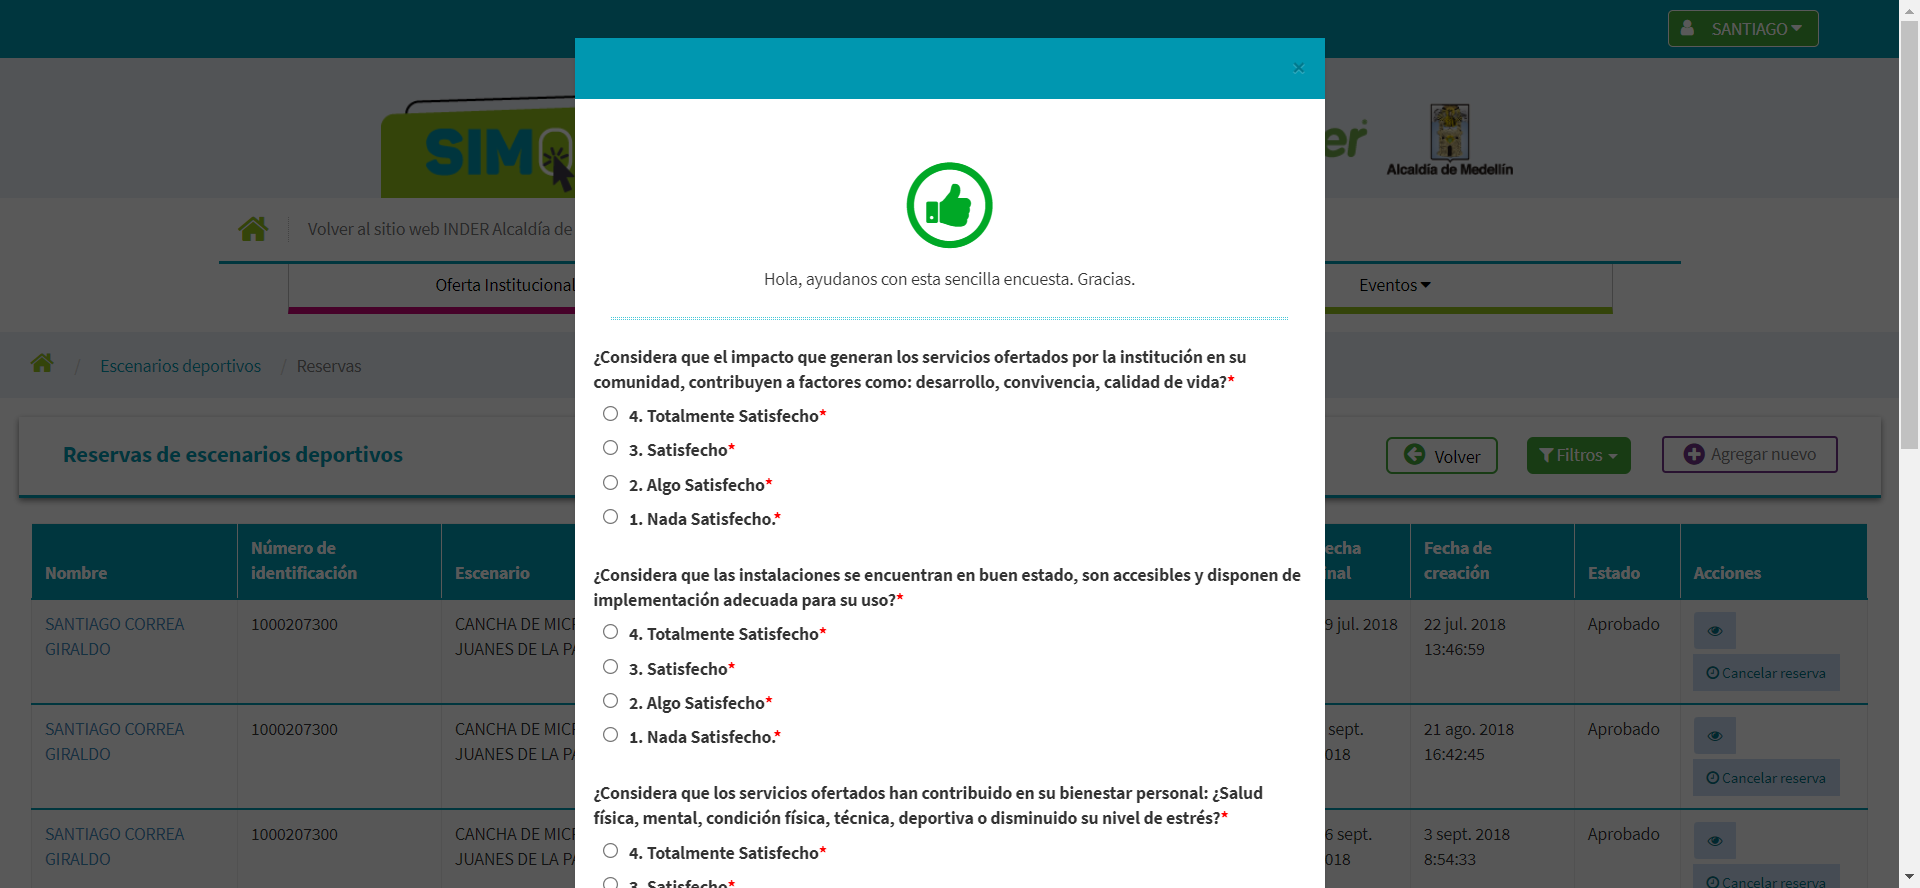 SANTIAGO
×
SIM
er
Alcaldía de Medellín
Volver al sitio web INDER Alcaldía de
Oferta Institucional
Eventos
/ Escenarios deportivos / Reservas
Reservas de escenarios deportivos
Volver
Filtros
Agregar nuevo
Hola, ayudanos con esta sencilla encuesta. Gracias.
¿Considera que el impacto que generan los servicios ofertados por la institución en su
comunidad, contribuyen a factores como: desarrollo, convivencia, calidad de vida?*
4. Totalmente Satisfecho*
3. Satisfecho*
2. Algo Satisfecho*
1. Nada Satisfecho.*
¿Considera que las instalaciones se encuentran en buen estado, son accesibles y disponen de
implementación adecuada para su uso?*
4. Totalmente Satisfecho*
3. Satisfecho*
2. Algo Satisfecho*
1. Nada Satisfecho.*
¿Considera que los servicios ofertados han contribuido en su bienestar personal: ¿Salud
física, mental, condición física, técnica, deportiva o disminuido su nivel de estrés?*
4. Totalmente Satisfecho*
3. Satisfecho*
Nombre
Número de
identificación
Escenario
echa
inal
Fecha de
creación
Estado
Acciones
SANTIAGO CORREA
GIRALDO
1000207300
CANCHA DE MIC
JUANES DE LA PA
9 jul. 2018
22 jul. 2018
13:46:59
Aprobado
Cancelar reserva
SANTIAGO CORREA
GIRALDO
1000207300
CANCHA DE MIC
JUANES DE LA PA
sept.
018
21 ago. 2018
16:42:45
Aprobado
Cancelar reserva
SANTIAGO CORREA
GIRALDO
1000207300
CANCHA DE MIC
JUANES DE LA PA
6 sept.
018
3 sept. 2018
8:54:33
Aprobado
Cancelar reserva